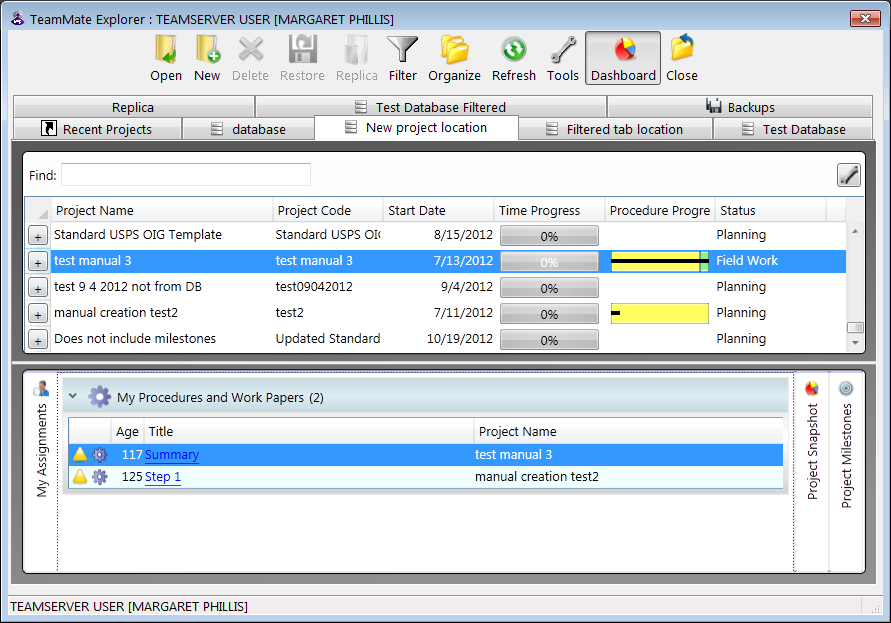 TeamMate Explorer : TEAMSERVER USER [MARGARET PHILLIS]
Open New Delete Restore Replica Filter Organize Refresh Tools Dashboard Close
Replica Test Database Filtered Backups
Recent Projects database New project location Filtered tab location Test Database
Find:
Project Name Project Code Start Date Time Progress Procedure Progre Status
+ Standard USPS OIG Template Standard USPS OIG 8/15/2012 0% Planning
+ test manual 3 test manual 3 7/13/2012 0% Field Work
+ test 9 4 2012 not from DB test09042012 9/4/2012 0% Planning
+ manual creation test2 test2 7/11/2012 0% Planning
+ Does not include milestones Updated Standard 10/19/2012 0% Planning
My Assignments
My Procedures and Work Papers (2)
Age Title Project Name
117 Summary test manual 3
125 Step 1 manual creation test2
Project Snapshot
Project Milestones
TEAMSERVER USER [MARGARET PHILLIS]